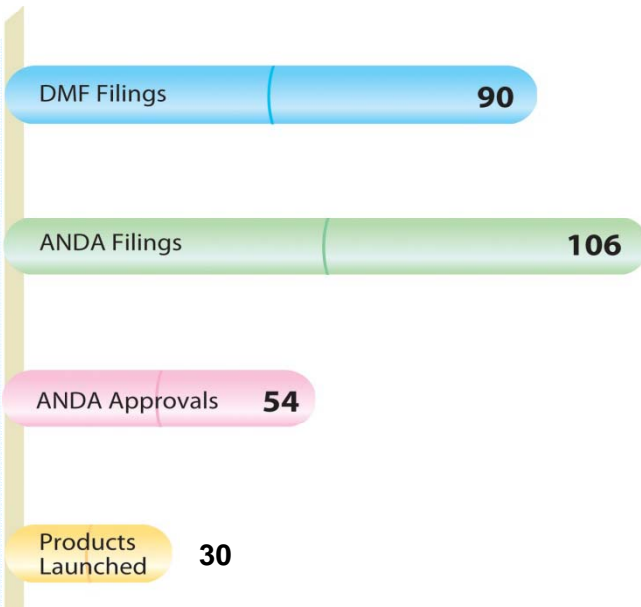 DMF Filings 90
ANDA Filings 106
ANDA Approvals 54
Products
Launched 30